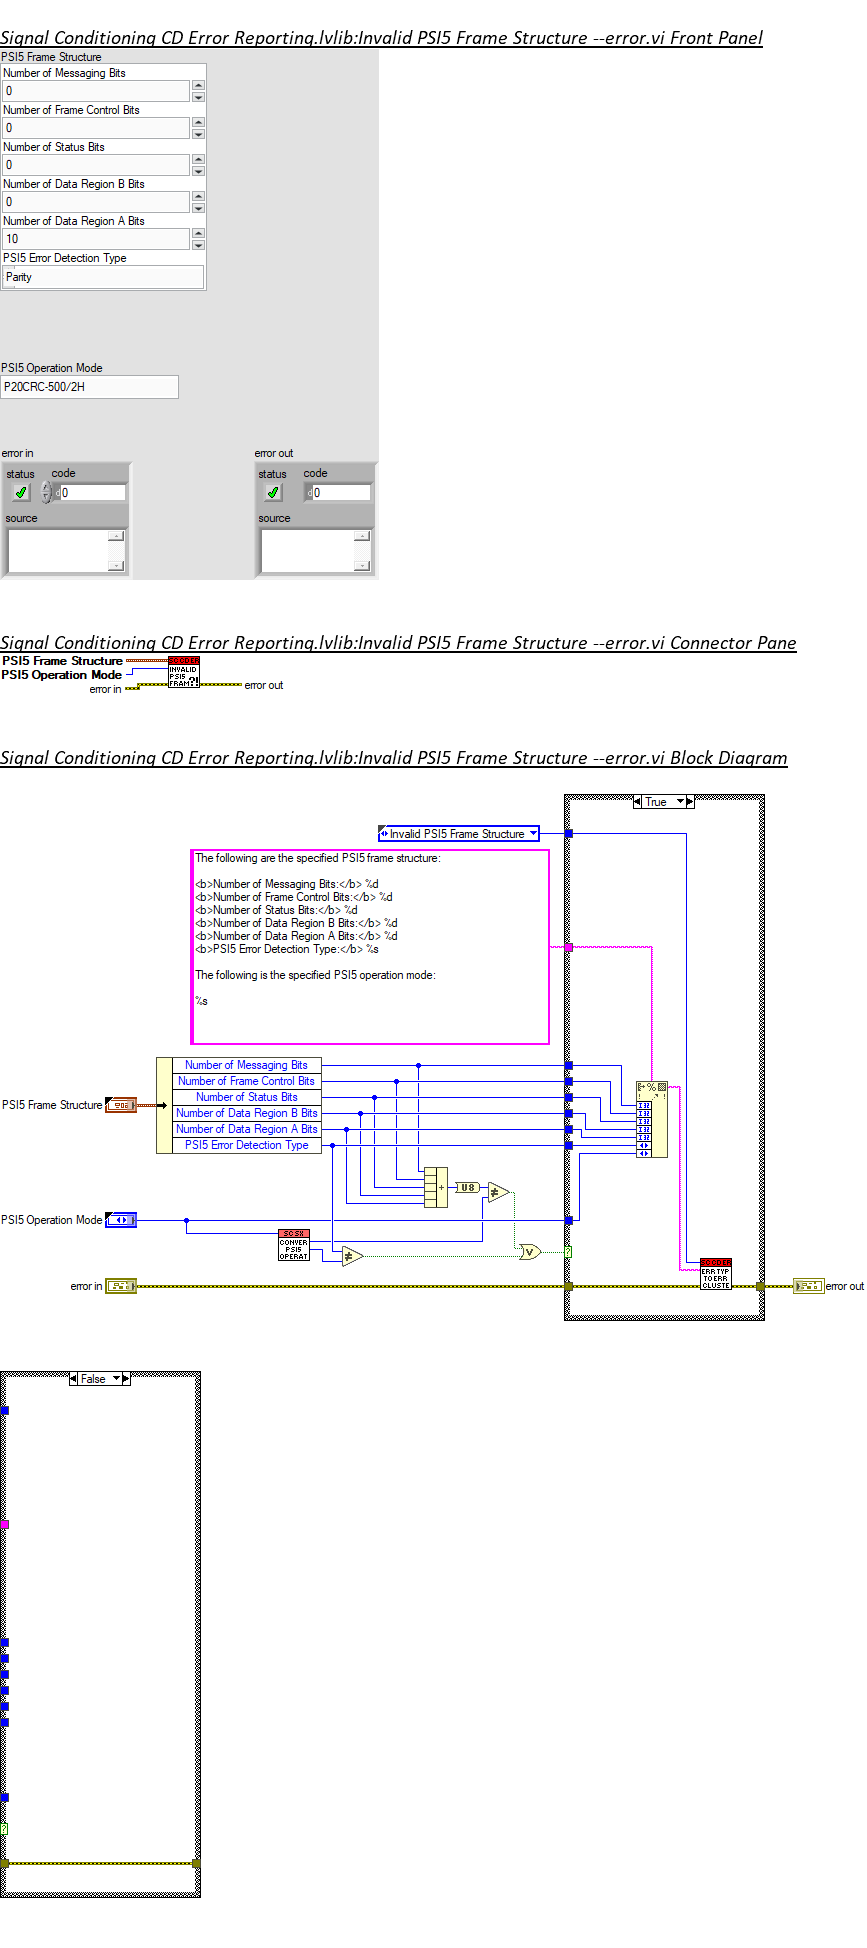 Signal Conditioning CD Error Reporting.lvlib:Invalid PSI5 Frame Structure --error.vi Front Panel
PSI5 Frame Structure
Number of Messaging Bits
0
Number of Frame Control Bits
0
Number of Status Bits
0
Number of Data Region B Bits
0
Number of Data Region A Bits
10
PSI5 Error Detection Type
Parity
PSI5 Operation Mode
P20CRC-500/2H
error in
error out
status code
0
source
status code
0
source
Signal Conditioning CD Error Reporting.lvlib:Invalid PSI5 Frame Structure --error.vi Connector Pane
PSI5 Frame Structure
PSI5 Operation Mode
error in
INVALID
PSI5
FRAM?!
error out
Signal Conditioning CD Error Reporting.lvlib:Invalid PSI5 Frame Structure --error.vi Block Diagram
True
Invalid PSI5 Frame Structure
The following are the specified PSI5 frame structure:
<b>Number of Messaging Bits:</b> %d
<b>Number of Frame Control Bits:</b> %d
<b>Number of Status Bits:</b> %d
<b>Number of Data Region B Bits:</b> %d
<b>Number of Data Region A Bits:</b> %d
<b>PSI5 Error Detection Type:</b> %s
The following is the specified PSI5 operation mode:
%s
PSI5 Frame Structure
Number of Messaging Bits
Number of Frame Control Bits
Number of Status Bits
Number of Data Region B Bits
Number of Data Region A Bits
PSI5 Error Detection Type
%
I32
I32
I32
I32
I32
U8
PSI5 Operation Mode
CONVER
PSI5
OPERAT
error in
ERR TYP
TO ERR
CLUSTE
error out
False